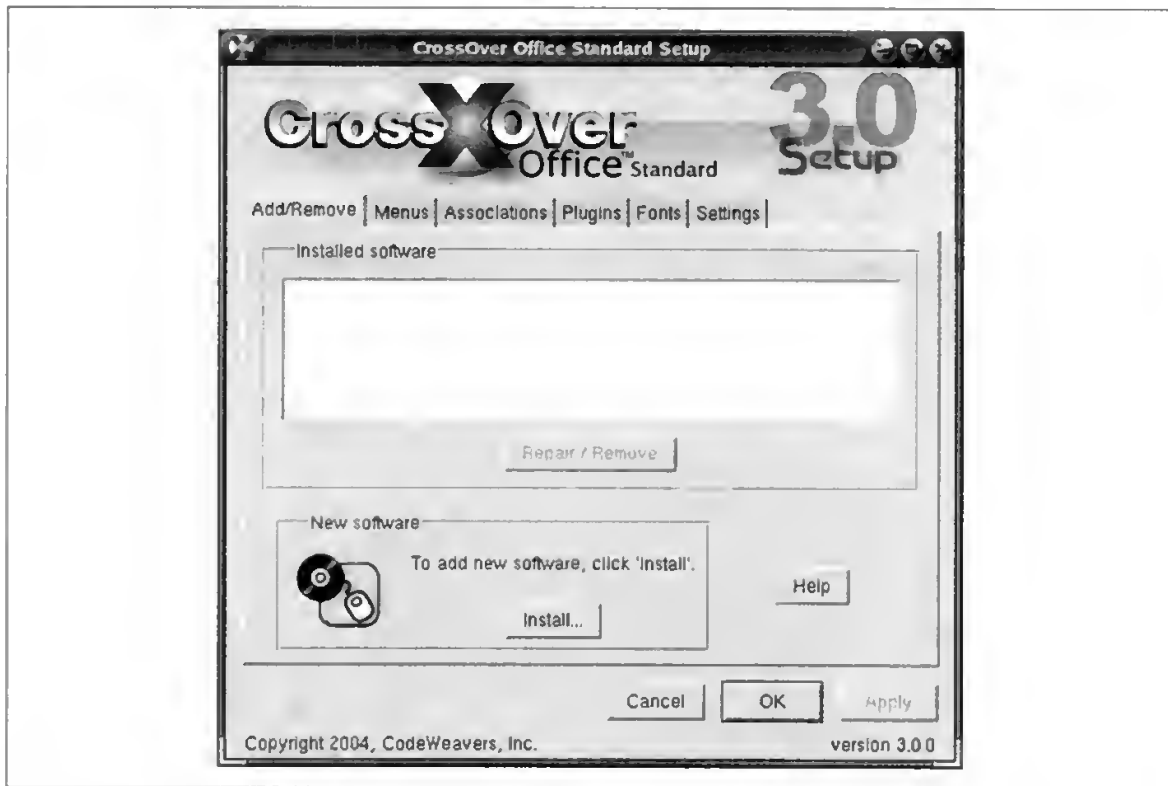 CrossOver Office Standard Setup
CrossOver
Office™ Standard
3.0
Setup
Add/Remove Menus Associations Plugins Fonts Settings
Installed software
Repair / Remove
New software
To add new software, click 'Install'.
Install...
Help
Cancel OK Apply
Copyright 2004, CodeWeavers, Inc. version 3.0.0